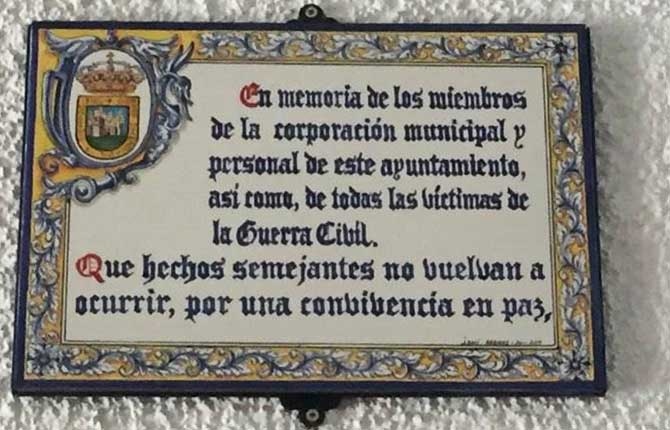 En memoria de los miembros
de la corporación municipal y
personal de este ayuntamiento,
asi como, de todas las víctimas de
la Guerra Civil.
Que hechos semejantes no vuelvan a
ocurrir, por una convivencia en paz,